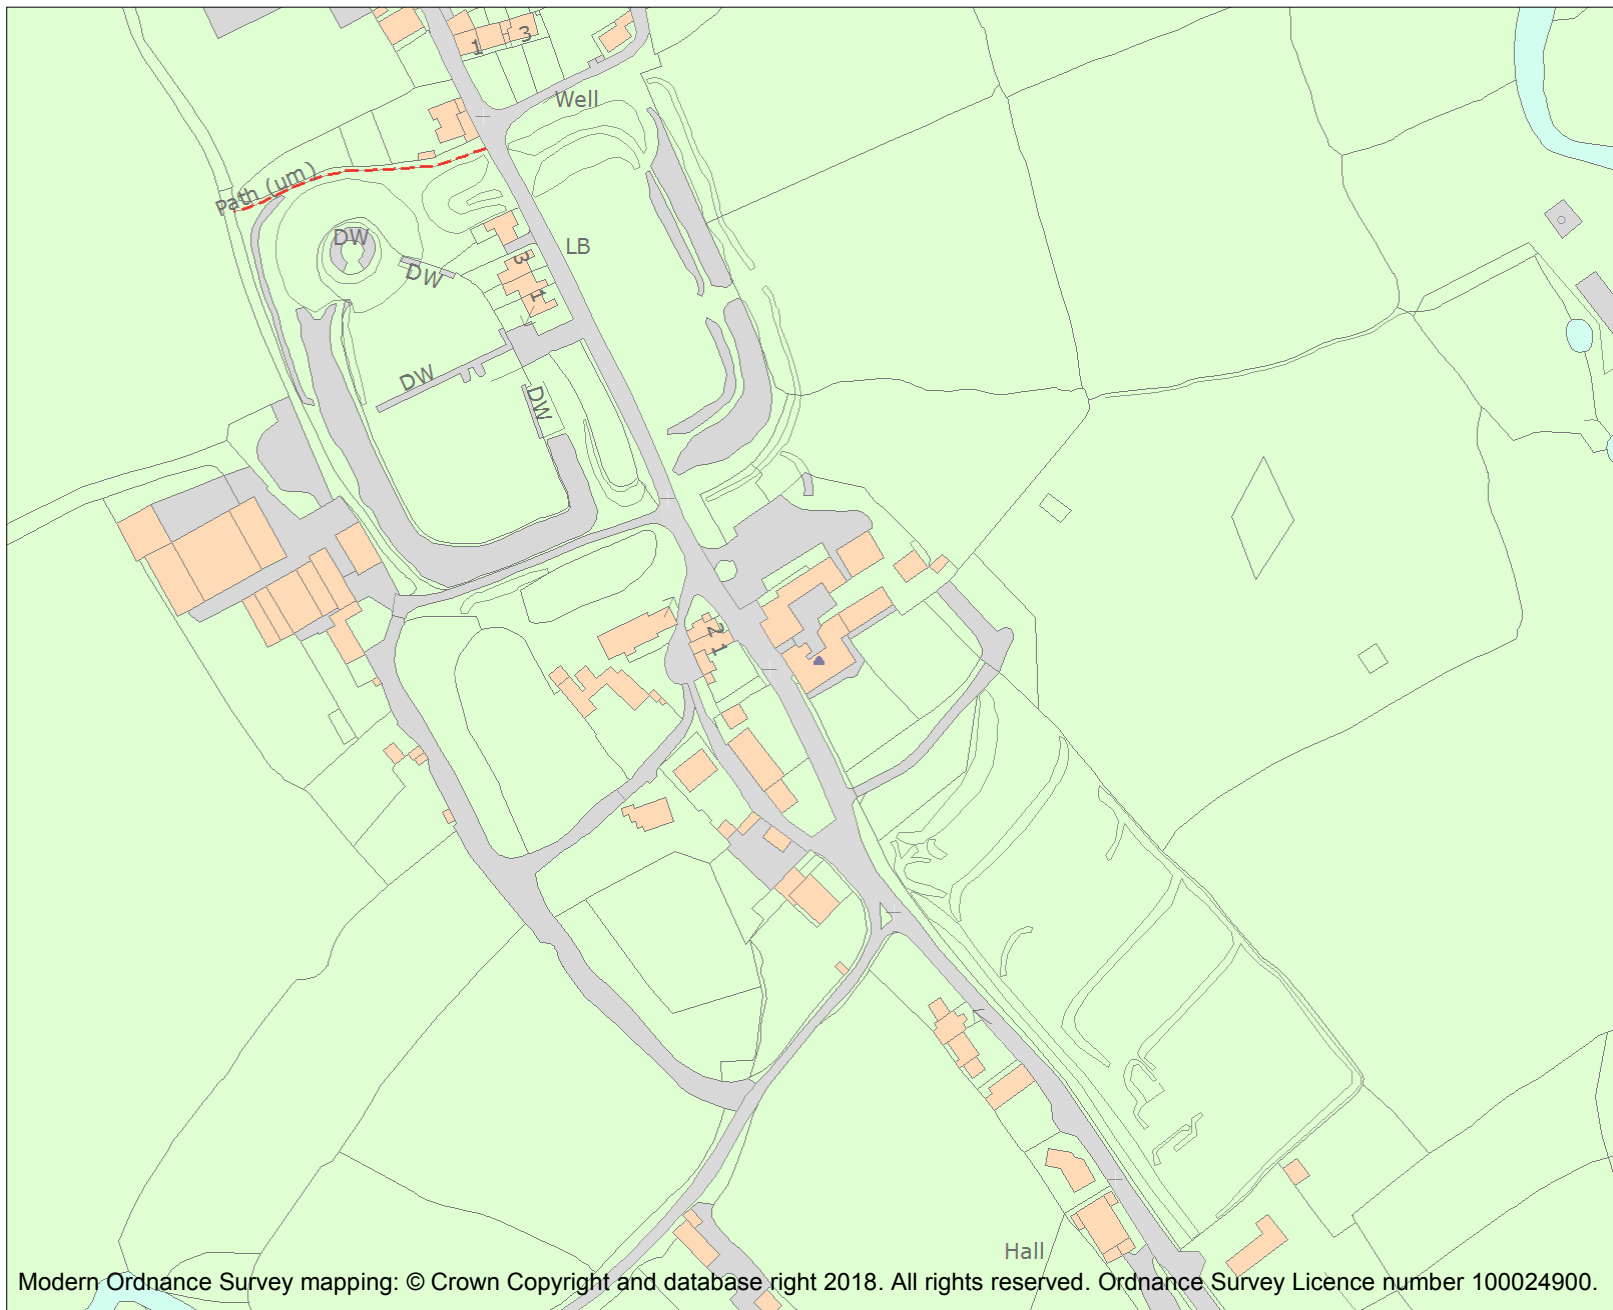 1
3
Well
Path (um)
DW
LB
DW
3
1
DW
DW
2
1
Hall
Modern Ordnance Survey mapping: © Crown Copyright and database right 2018. All rights reserved. Ordnance Survey Licence number 100024900.